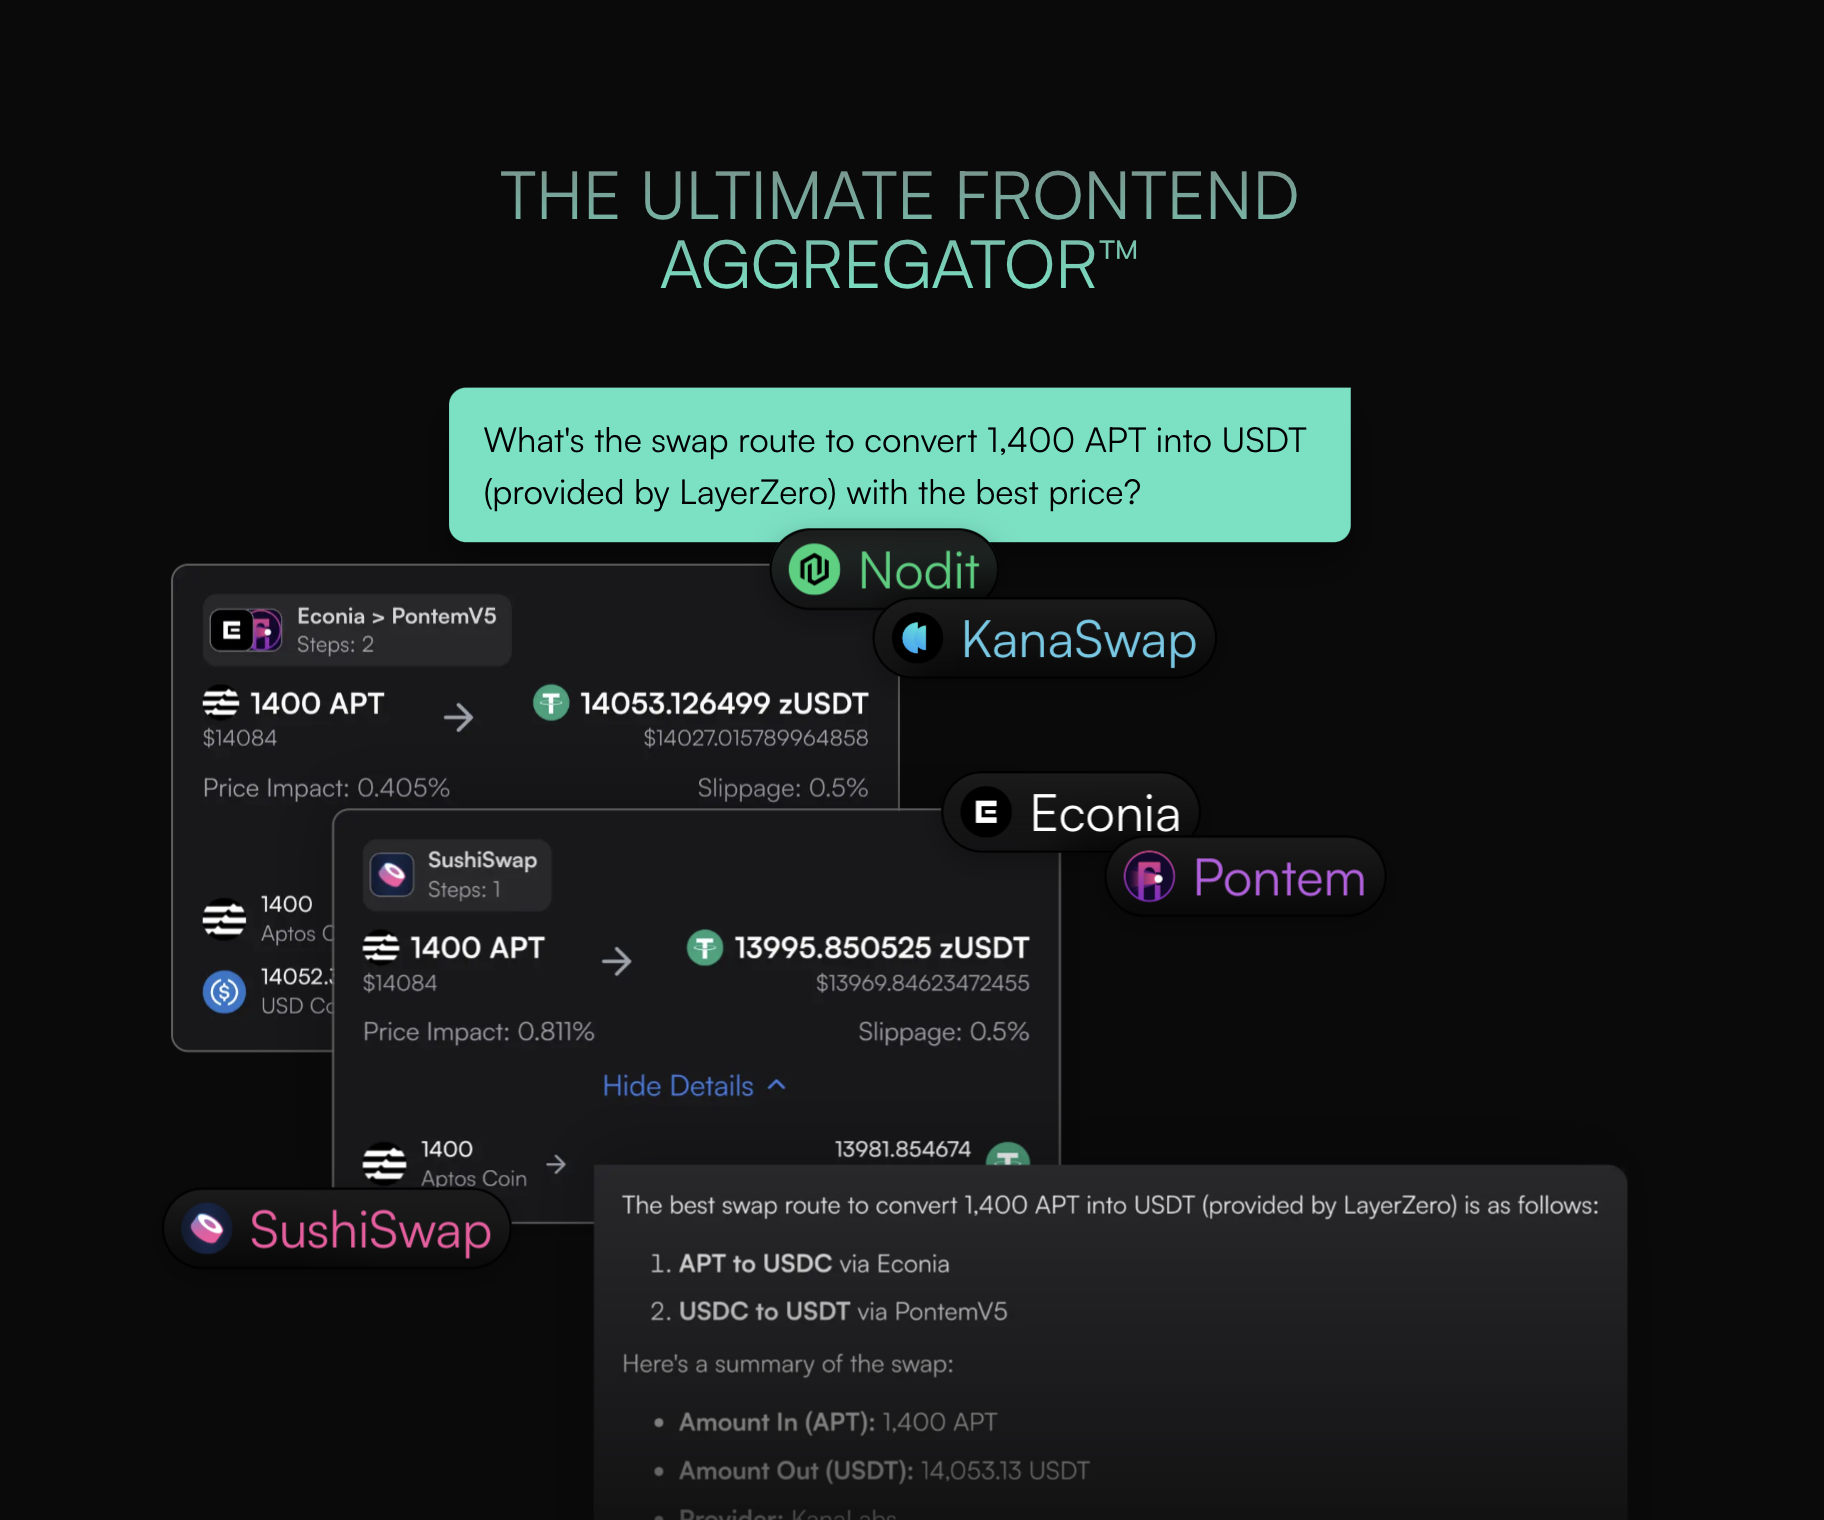 THE ULTIMATE FRONTEND
AGGREGATOR™
What's the swap route to convert 1,400 APT into USDT
(provided by LayerZero) with the best price?
Nodit
KanaSwap
Econia > PontemV5
Steps: 2
1400 APT
14053.126499 zUSDT
$14084
$14027.015789964858
Price Impact: 0.405%
Slippage: 0.5%
1400
Aptos
14052.
USD
Econia
Pontem
SushiSwap
Steps: 1
1400 APT
13995.850525 zUSDT
$14084
$13969.84623472455
Price Impact: 0.811%
Slippage: 0.5%
Hide Details
1400
Aptos Coin
13981.854674
SushiSwap
The best swap route to convert 1,400 APT into USDT (provided by LayerZero) is as follows:
1. APT to USDC via Econia
2. USDC to USDT via PontemV5
Here's a summary of the swap:
• Amount In (APT): 1,400 APT
• Amount Out (USDT): 14,053.13 USDT
• Provider: KanaLabs